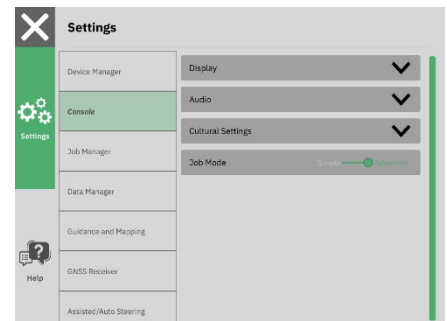 Settings
Device Manager
Display
Audio
Console
Settings
Cultural Settings
Job Manager
Job Mode
Simple
Advanced
Data Manager
Guidance and Mapping
Help
GNSS Receiver
Assisted/Auto Steering